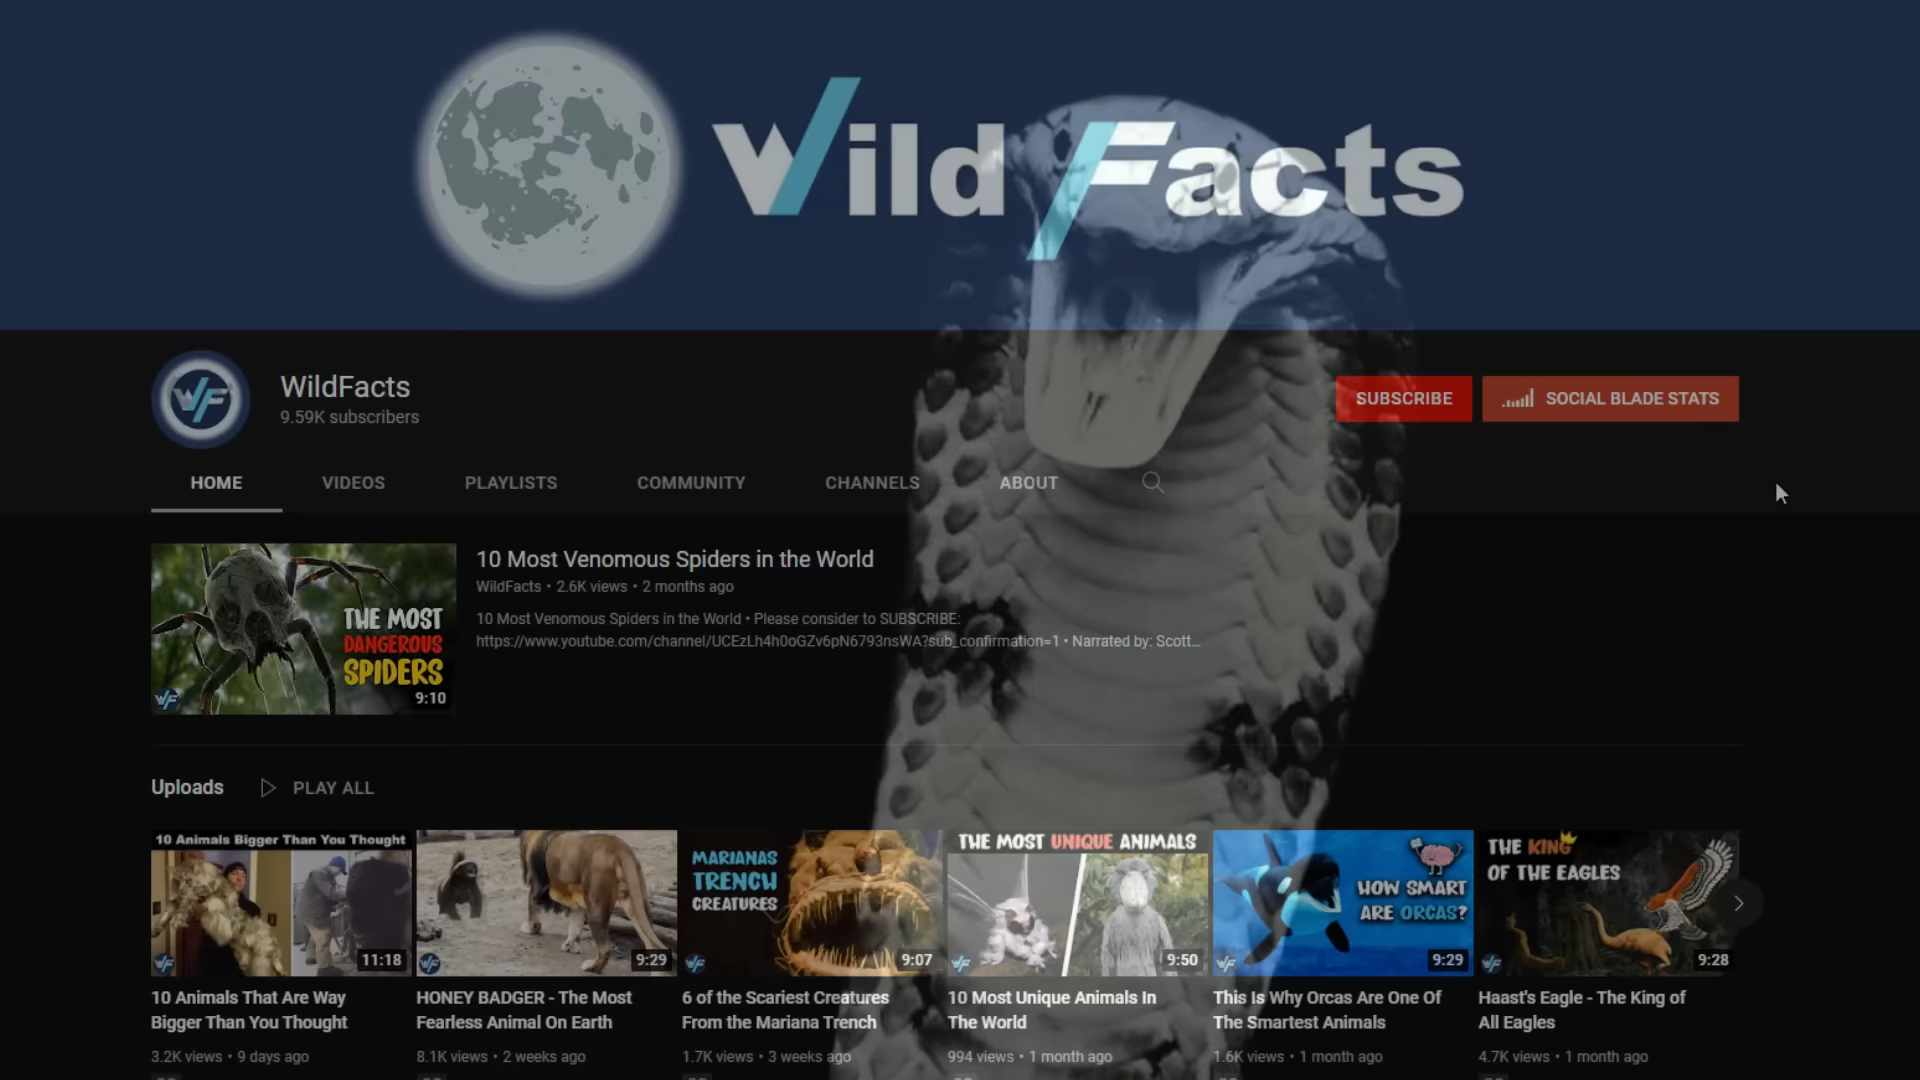 Wild Facts
WildFacts
9.59K subscribers
SUBSCRIBE
SOCIAL BLADE STATS
HOME
VIDEOS
PLAYLISTS
COMMUNITY
CHANNELS
ABOUT
THE MOST
DANGEROUS
SPIDERS
9:10
WF
10 Most Venomous Spiders in the World
WildFacts • 2.6K views • 2 months ago
10 Most Venomous Spiders in the World • Please consider to SUBSCRIBE:
https://www.youtube.com/channel/UCEzLh4h0oGZv6pN6793nsWA?sub_confirmation=1 • Narrated by: Scott...
Uploads
PLAY ALL
10 Animals Bigger Than You Thought
11:18
10 Animals That Are Way
Bigger Than You Thought
3.2K views • 9 days ago
9:29
HONEY BADGER - The Most
Fearless Animal On Earth
8.1K views • 2 weeks ago
MARIANAS
TRENCH
CREATURES
9:07
6 of the Scariest Creatures
From the Mariana Trench
1.7K views • 3 weeks ago
THE MOST UNIQUE ANIMALS
9:50
10 Most Unique Animals In
The World
994 views • 1 month ago
HOW SMART
ARE ORCAS?
9:29
This Is Why Orcas Are One Of
The Smartest Animals
1.6K views • 1 month ago
THE KING
OF THE EAGLES
9:28
Haast's Eagle - The King of
All Eagles
4.7K views • 1 month ago